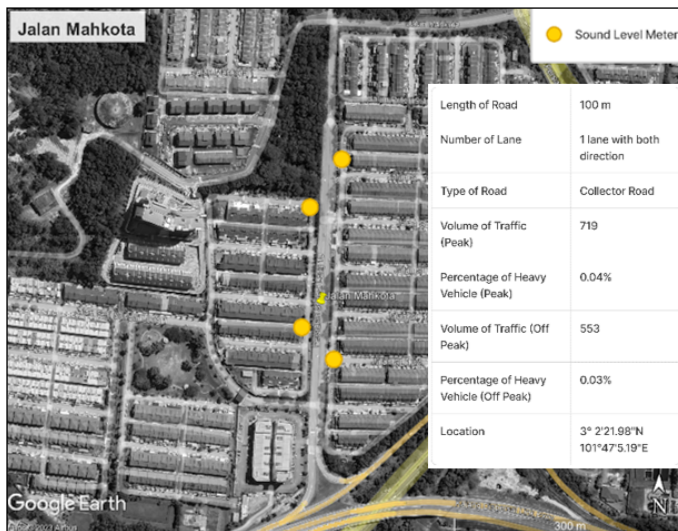 Jalan Mahkota
Sound Level Meter
Length of Road
100 m
Number of Lane
1 lane with both
direction
Type of Road
Collector Road
Volume of Traffic
(Peak)
719
Percentage of Heavy
Vehicle (Peak)
0.04%
Volume of Traffic (Off
Peak)
553
Percentage of Heavy
Vehicle (Off Peak)
0.03%
Location
3° 2'21.98"N
101°47'5.19"E
Jalan Mahkota
Google Earth
300 m
N